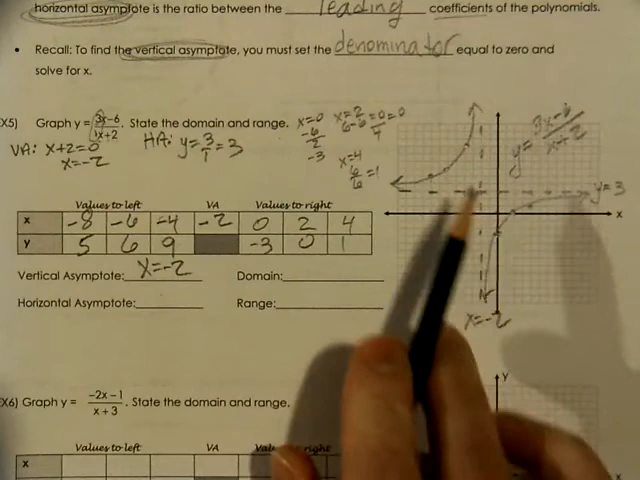 horizontal asymptote is the ratio between the leading coefficients of the polynomials.
• Recall: To find the vertical asymptote, you must set the denominator equal to zero and
solve for x.
X5) Graph y = 3x-6/1x+2. State the domain and range.
VA: x+2=0
x=-2
HA: y=3/1=3
x=0
-6/2
-3
x=2
6-6=0/4=0
x=4
6/6=1
y=3x-6/x+2
y=3
x
x=-2
Values to left VA Values to right
x -8 -6 -4 -2 0 2 4
y 5 6 9 -3 0 1
Vertical Asymptote: x=-2 Domain:
Horizontal Asymptote: Range:
X6) Graph y = -2x-1/x+3. State the domain and range.
Y
Values to left VA right
x